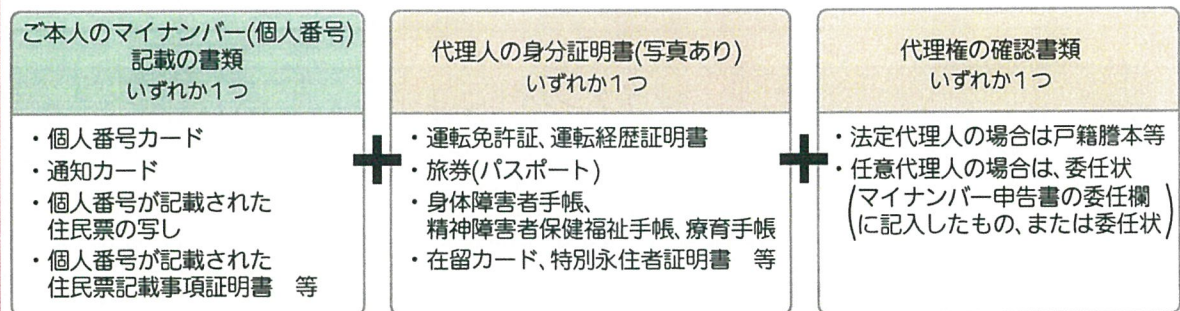 ご本人のマイナンバー(個人番号)
記載の書類
いずれか1つ
・個人番号カード
・通知カード
・個人番号が記載された
住民票の写し
・個人番号が記載された
住民票記載事項証明書 等
+
代理人の身分証明書(写真あり)
いずれか1つ
・運転免許証、運転経歴証明書
・旅券(パスポート)
・身体障害者手帳、
精神障害者保健福祉手帳、療育手帳
・在留カード、特別永住者証明書 等
+
代理権の確認書類
いずれか1つ
・法定代理人の場合は戸籍謄本等
・任意代理人の場合は、委任状
(マイナンバー申告書の委任欄
に記入したもの、または委任状)